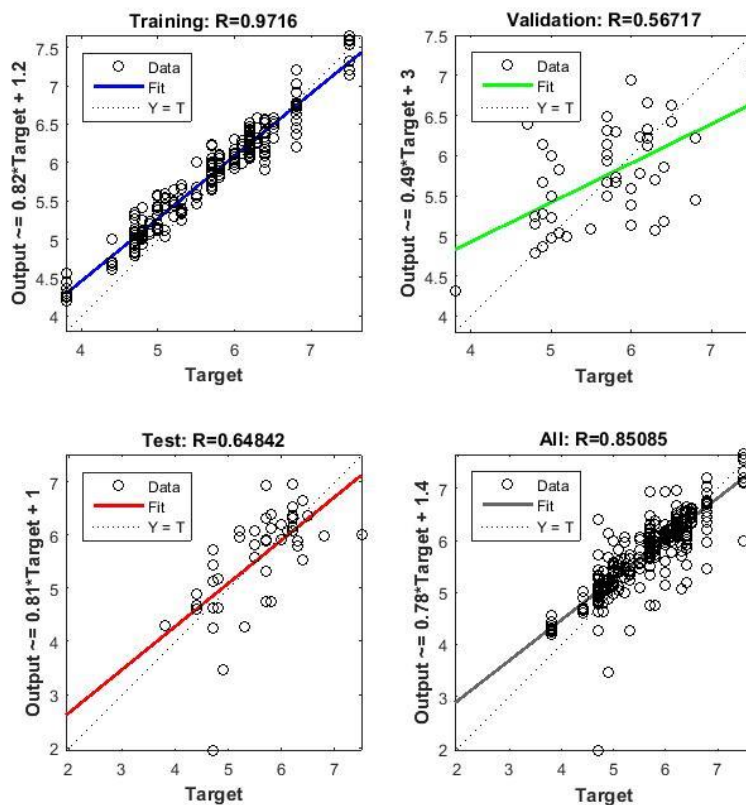 Training: R=0.9716
Output ~= 0.82*Target + 1.2
7.5
7
6.5
6
5.5
5
4.5
4
Data
Fit
Y = T
4
5
6
7
Target
Validation: R=0.56717
Output ~= 0.49*Target + 3
7.5
7
6.5
6
5.5
5
4.5
4
Data
Fit
Y = T
4
5
6
7
Target
Test: R=0.64842
Output ~= 0.81*Target + 1
7
6
5
4
3
2
Data
Fit
Y = T
2
3
4
5
6
7
Target
All: R=0.85085
Output ~= 0.78*Target + 1.4
7
6
5
4
3
2
Data
Fit
Y = T
2
3
4
5
6
7
Target